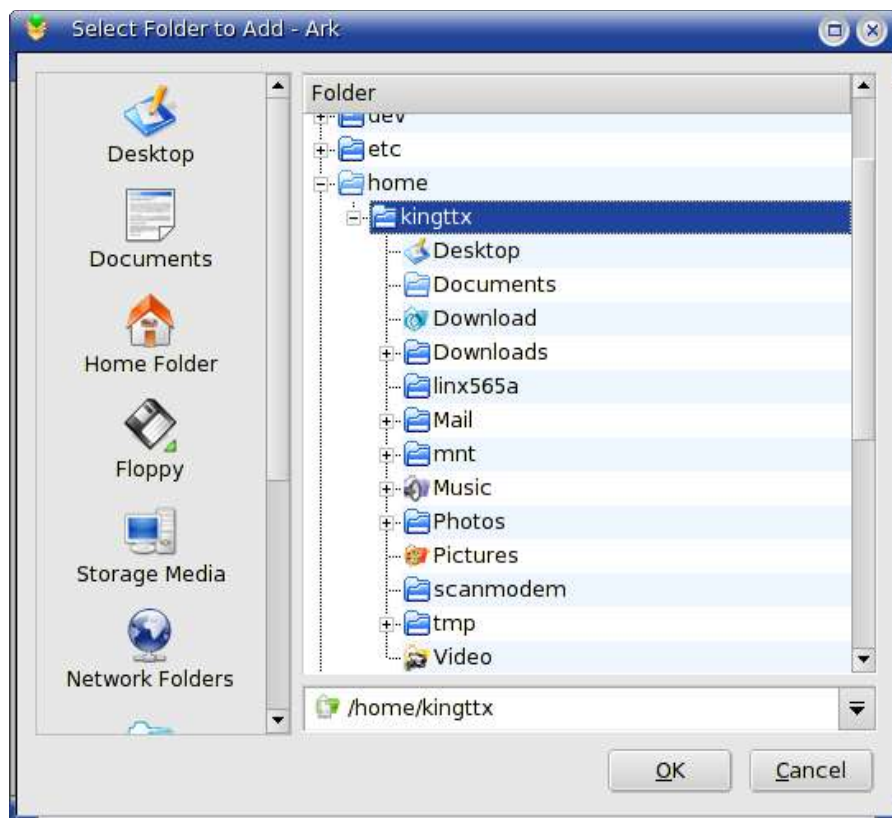 Select Folder to Add - Ark
Desktop
Documents
Home Folder
Floppy
Storage Media
Network Folders
Folder
dev
etc
home
kingttx
Desktop
Documents
Download
Downloads
linx565a
Mail
mnt
Music
Photos
Pictures
scanmodem
tmp
Video
/home/kingttx
OK
Cancel